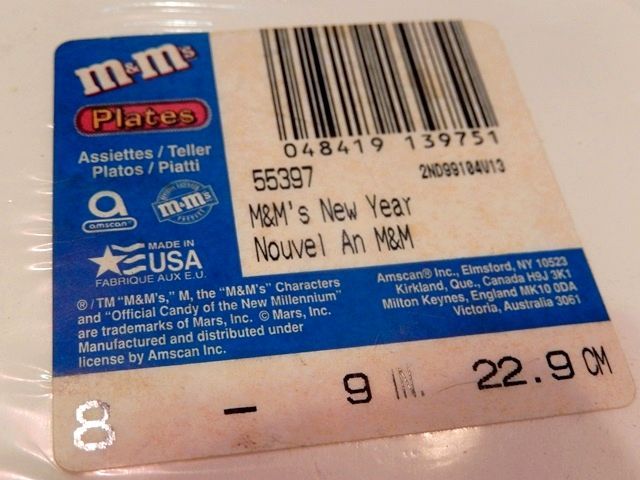 m&m's
Plates
Assiettes / Teller
Platos / Piatti
a
amscan®
m&m's
MADE IN
USA
FABRIQUE AUX E.U.
048419 139751
55397
2ND99184V13
M&M's New Year
Nouvel An M&M
®/TM "M&M's," M, the "M&M's" Characters
and "Official Candy of the New Millennium"
are trademarks of Mars, Inc. © Mars, Inc.
Manufactured and distributed under
license by Amscan Inc.
Amscan® Inc., Elmsford, NY 10523
Kirkland, Que., Canada H9J 3K1
Milton Keynes, England MK10 0DA
Victoria, Australia 3061
8 - 9 IN. 22.9 CM